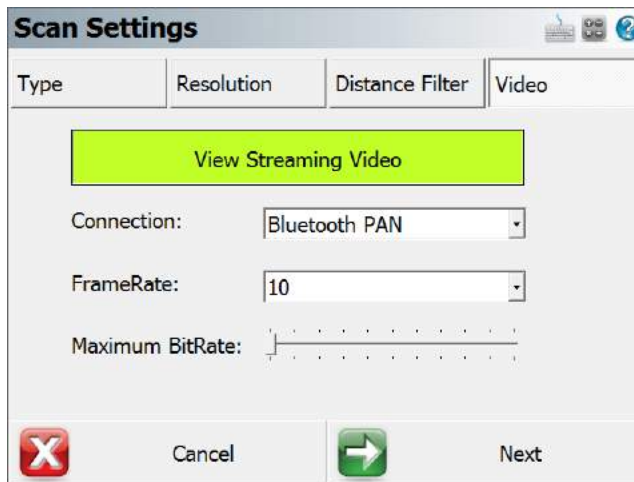 Scan Settings
Type
Resolution
Distance Filter
Video
View Streaming Video
Connection:
Bluetooth PAN
FrameRate:
10
Maximum BitRate:
Cancel
Next